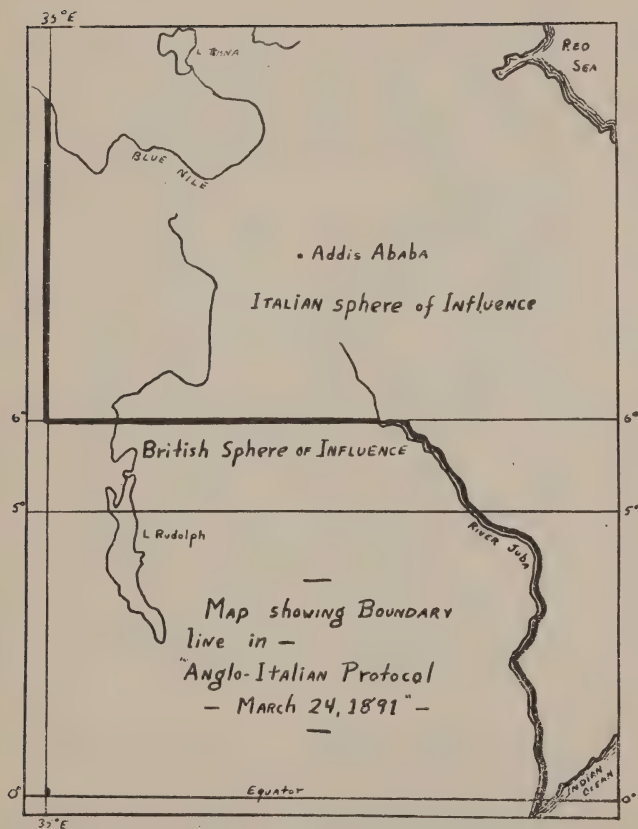 35°E
L
RED
SEA
BLUE NILE
Addis Ababa
ITALIAN sphere of Influence
6°
6°
British Sphere OF INFLUENCE
5°
5°
RIVER JUBA
L Rudolph
MAP showing BOUNDARY
line in —
"Anglo-ITALIAN Protocol
— MARCH 24, 1891" —
INDIAN
OCEAN
0°
Equator
0°
35°E